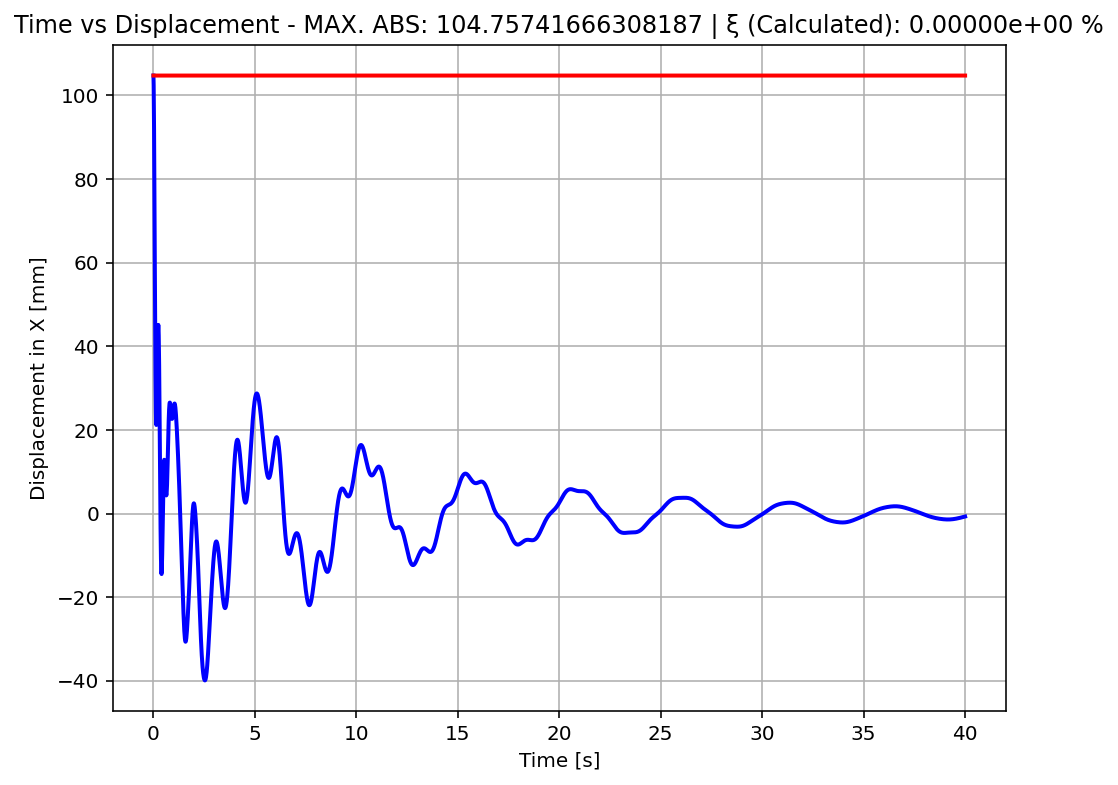 Time vs Displacement - MAX. ABS: 104.75741666308187 | ξ (Calculated): 0.00000e+00 %
Displacement in X [mm]
100
80
60
40
20
0
−20
−40
0 5 10 15 20 25 30 35 40
Time [s]